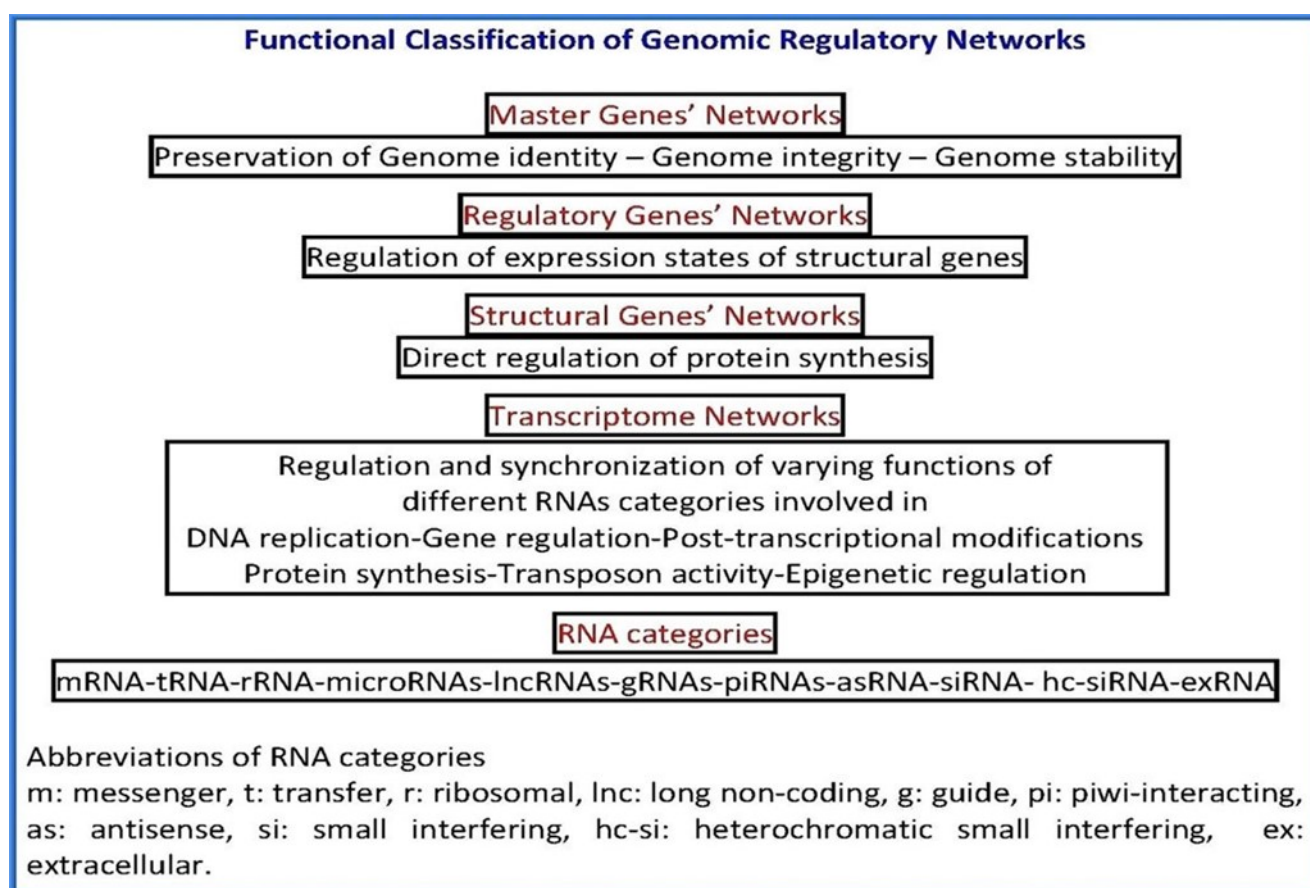 Functional Classification of Genomic Regulatory Networks
Master Genes’ Networks
Preservation of Genome identity – Genome integrity – Genome stability
Regulatory Genes’ Networks
Regulation of expression states of structural genes
Structural Genes’ Networks
Direct regulation of protein synthesis
Transcriptome Networks
Regulation and synchronization of varying functions of
different RNAs categories involved in
DNA replication-Gene regulation-Post-transcriptional modifications
Protein synthesis-Transposon activity-Epigenetic regulation
RNA categories
mRNA-tRNA-rRNA-microRNAs-lncRNAs-gRNAs-piRNAs-asRNA-siRNA- hc-siRNA-exRNA
Abbreviations of RNA categories
m: messenger, t: transfer, r: ribosomal, lnc: long non-coding, g: guide, pi: piwi-interacting,
as: antisense, si: small interfering, hc-si: heterochromatic small interfering, ex:
extracellular.